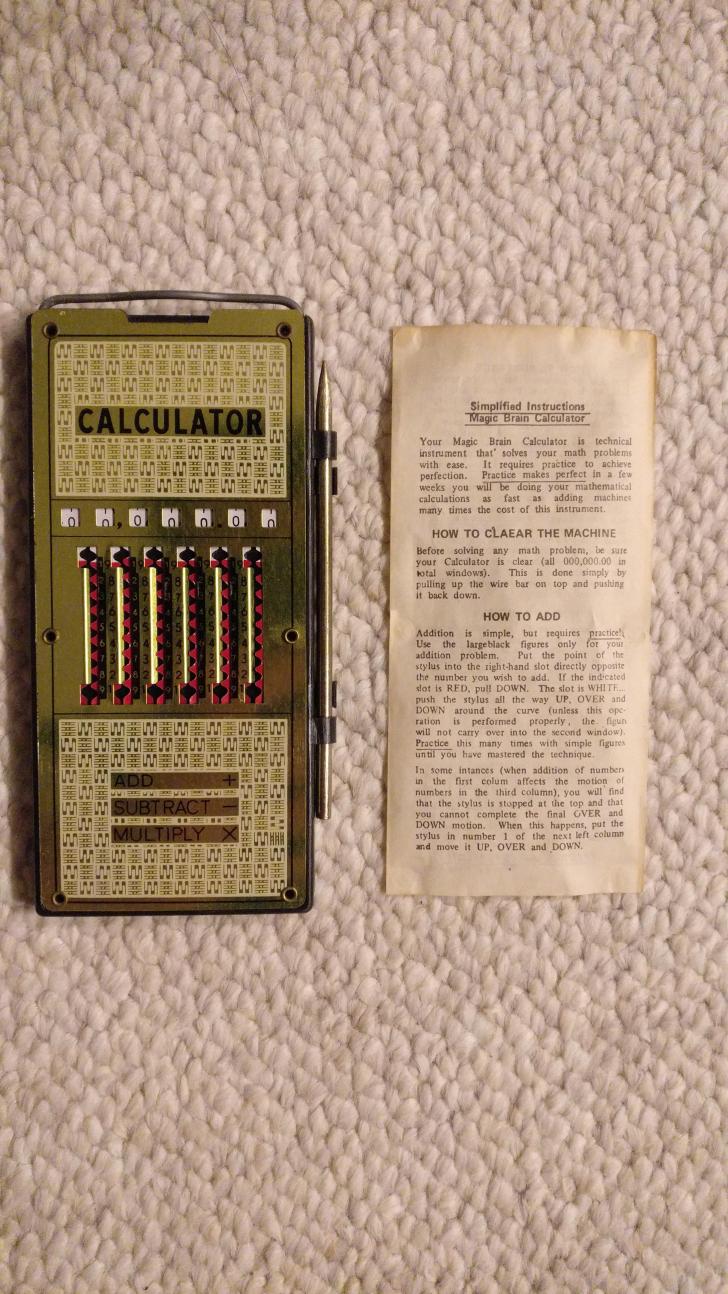 CALCULATOR
0 0,0 0 0.0 0
ADD +
SUBTRACT −
MULTIPLY X
Simplified Instructions
Magic Brain Calculator
Your Magic Brain Calculator is technical
instrument that solves your math problems
with ease. It requires practice to achieve
perfection. Practice makes perfect in a few
weeks you will be doing your mathematical
calculations as fast as adding machines
many times the cost of this instrument.
HOW TO CLAEAR THE MACHINE
Before solving any math problem, be sure
your Calculator is clear (all 000,000.00 in
total windows). This is done simply by
pulling up the wire bar on top and pushing
it back down.
HOW TO ADD
Addition is simple, but requires practice!
Use the largeblack figures only for your
addition problem. Put the point of the
stylus into the right-hand slot directly opposite
the number you wish to add. If the indicated
slot is RED, pull DOWN. The slot is WHITE...
push the stylus all the way UP, OVER and
DOWN around the curve (unless this ope-
ration is performed properly, the figun
will not carry over into the second window).
Practice this many times with simple figures
until you have mastered the technique.
In some intances (when addition of numbers
in the first column affects the motion of
numbers in the third column), you will find
that the stylus is stopped at the top and that
you cannot complete the final OVER and
DOWN motion. When this happens, put the
stylus in number 1 of the next left column
and move it UP, OVER and DOWN.